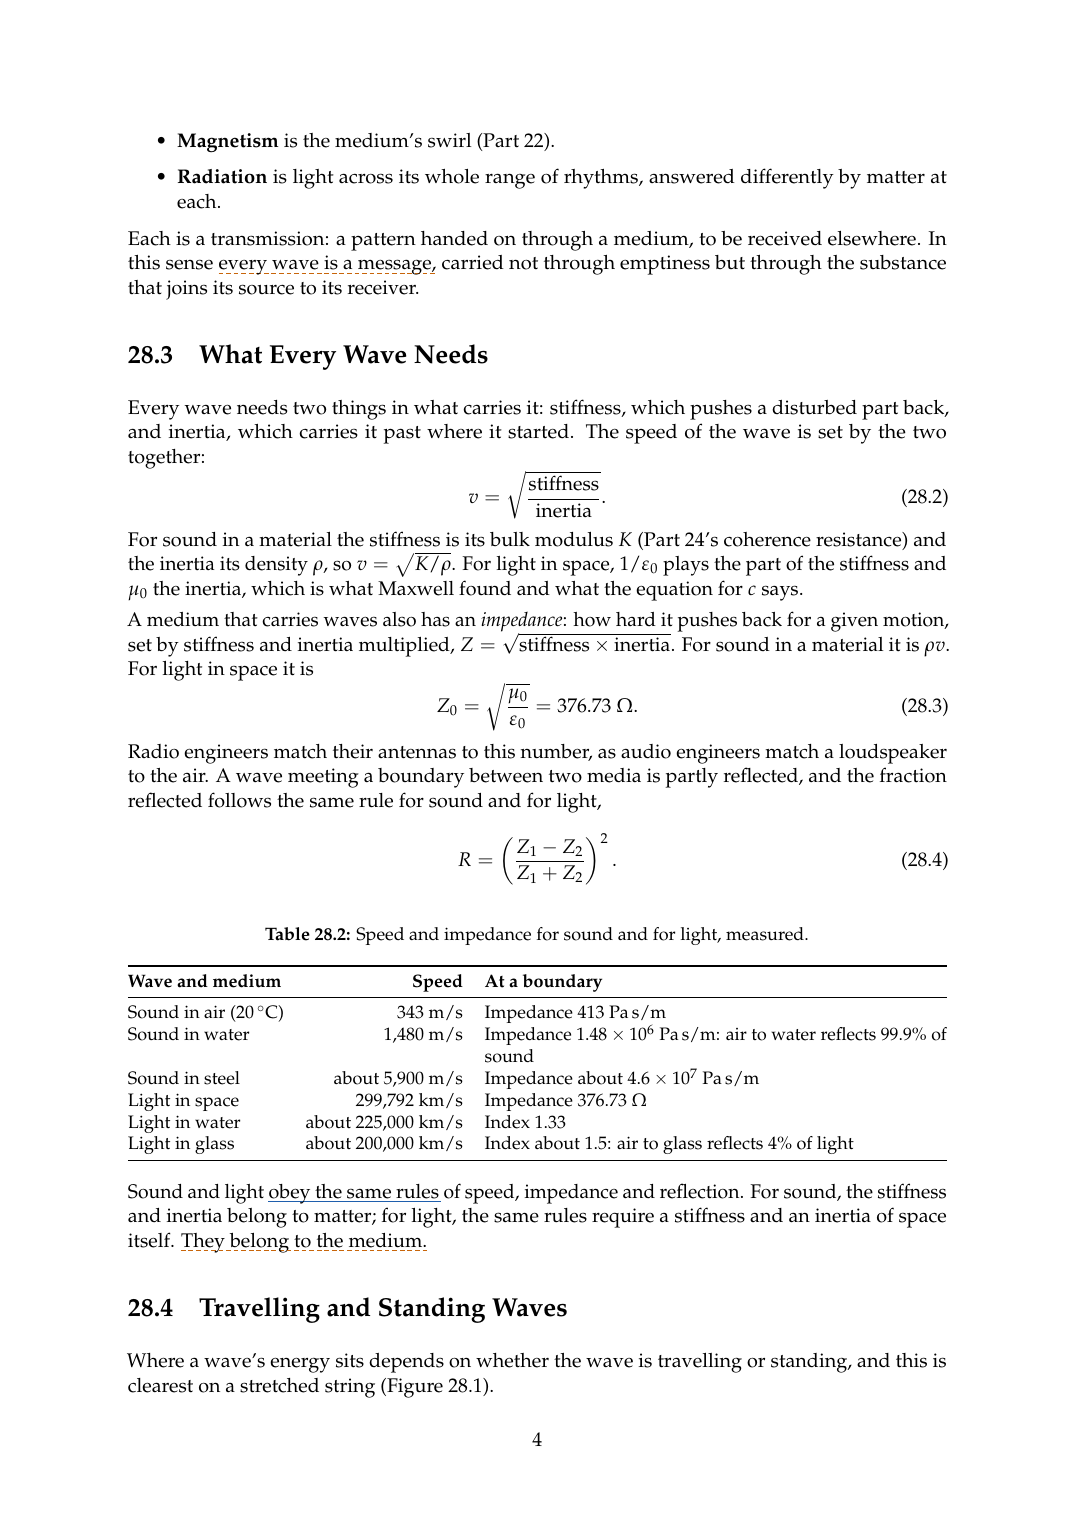 • Magnetism is the medium's swirl (Part 22).
• Radiation is light across its whole range of rhythms, answered differently by matter at
each.
Each is a transmission: a pattern handed on through a medium, to be received elsewhere. In
this sense every wave is a message, carried not through emptiness but through the substance
that joins its source to its receiver.
28.3 What Every Wave Needs
Every wave needs two things in what carries it: stiffness, which pushes a disturbed part back,
and inertia, which carries it past where it started. The speed of the wave is set by the two
together:
v = √(stiffness/inertia). (28.2)
For sound in a material the stiffness is its bulk modulus K (Part 24's coherence resistance) and
the inertia its density ρ, so v = √(K/ρ). For light in space, 1/ε₀ plays the part of the stiffness and
μ₀ the inertia, which is what Maxwell found and what the equation for c says.
A medium that carries waves also has an impedance: how hard it pushes back for a given motion,
set by stiffness and inertia multiplied, Z = √(stiffness × inertia). For sound in a material it is ρv.
For light in space it is
Z₀ = √(μ₀/ε₀) = 376.73 Ω. (28.3)
Radio engineers match their antennas to this number, as audio engineers match a loudspeaker
to the air. A wave meeting a boundary between two media is partly reflected, and the fraction
reflected follows the same rule for sound and for light,
R = ((Z₁ − Z₂)/(Z₁ + Z₂))². (28.4)
Table 28.2: Speed and impedance for sound and for light, measured.
Wave and medium Speed At a boundary
Sound in air (20 °C) 343 m/s Impedance 413 Pa s/m
Sound in water 1,480 m/s Impedance 1.48 × 10⁶ Pa s/m: air to water reflects 99.9% of
sound
Sound in steel about 5,900 m/s Impedance about 4.6 × 10⁷ Pa s/m
Light in space 299,792 km/s Impedance 376.73 Ω
Light in water about 225,000 km/s Index 1.33
Light in glass about 200,000 km/s Index about 1.5: air to glass reflects 4% of light
Sound and light obey the same rules of speed, impedance and reflection. For sound, the stiffness
and inertia belong to matter; for light, the same rules require a stiffness and an inertia of space
itself. They belong to the medium.
28.4 Travelling and Standing Waves
Where a wave's energy sits depends on whether the wave is travelling or standing, and this is
clearest on a stretched string (Figure 28.1).
4